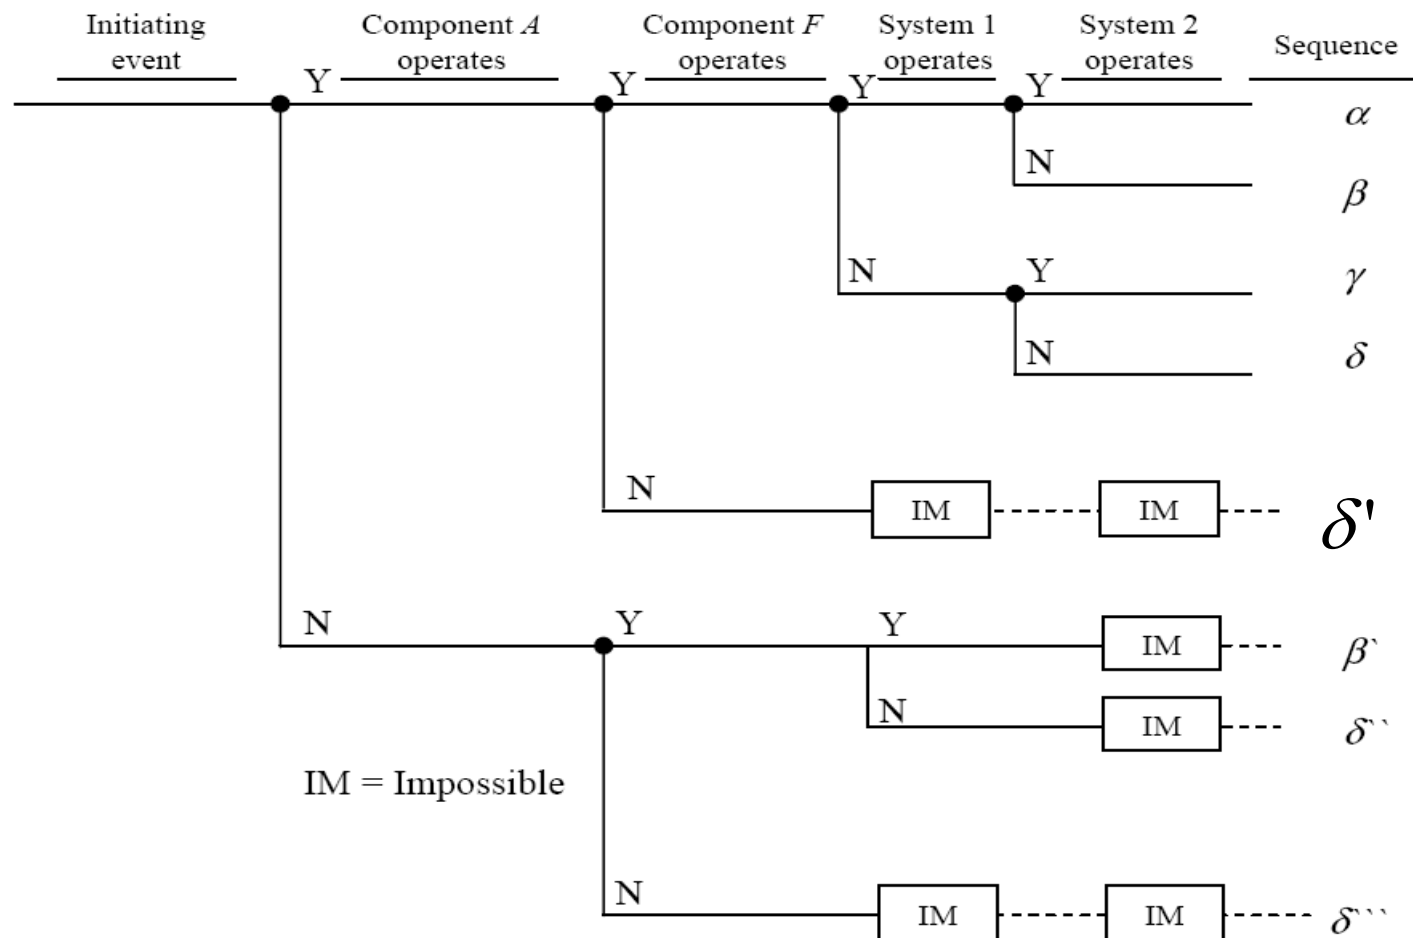 Initiating
event
Component A
operates
Component F
operates
System 1
operates
System 2
operates
Sequence
Y
Y
Y
Y
α
N
β
N
Y
γ
N
δ
N
IM
IM
δ'
N
Y
Y
IM
β`
N
IM
δ``
IM = Impossible
N
IM
IM
δ```